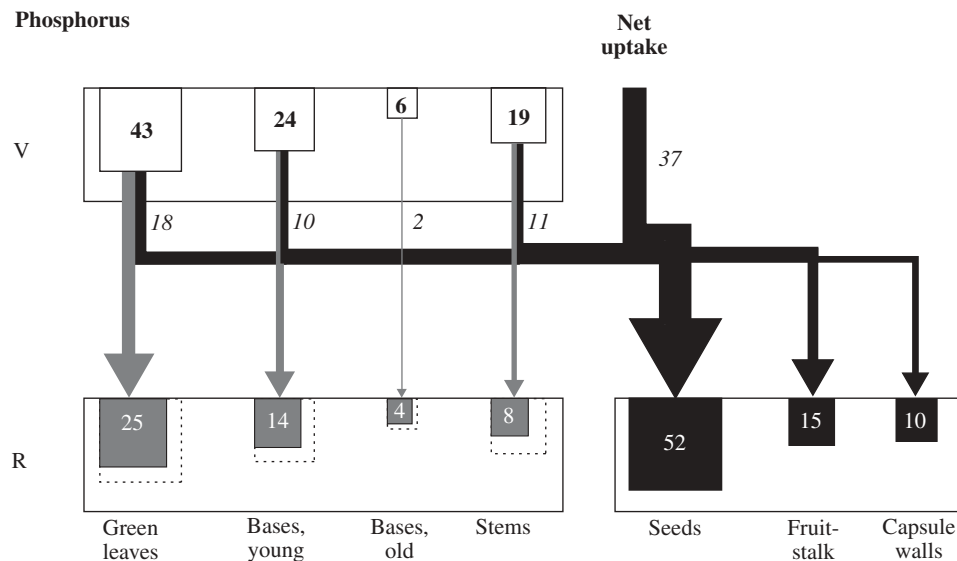 Phosphorus
Net
uptake
43
24
6
19
V
37
18
10
2
11
25
14
4
8
52
15
10
R
Green
leaves
Bases,
young
Bases,
old
Stems
Seeds
Fruit-
stalk
Capsule
walls